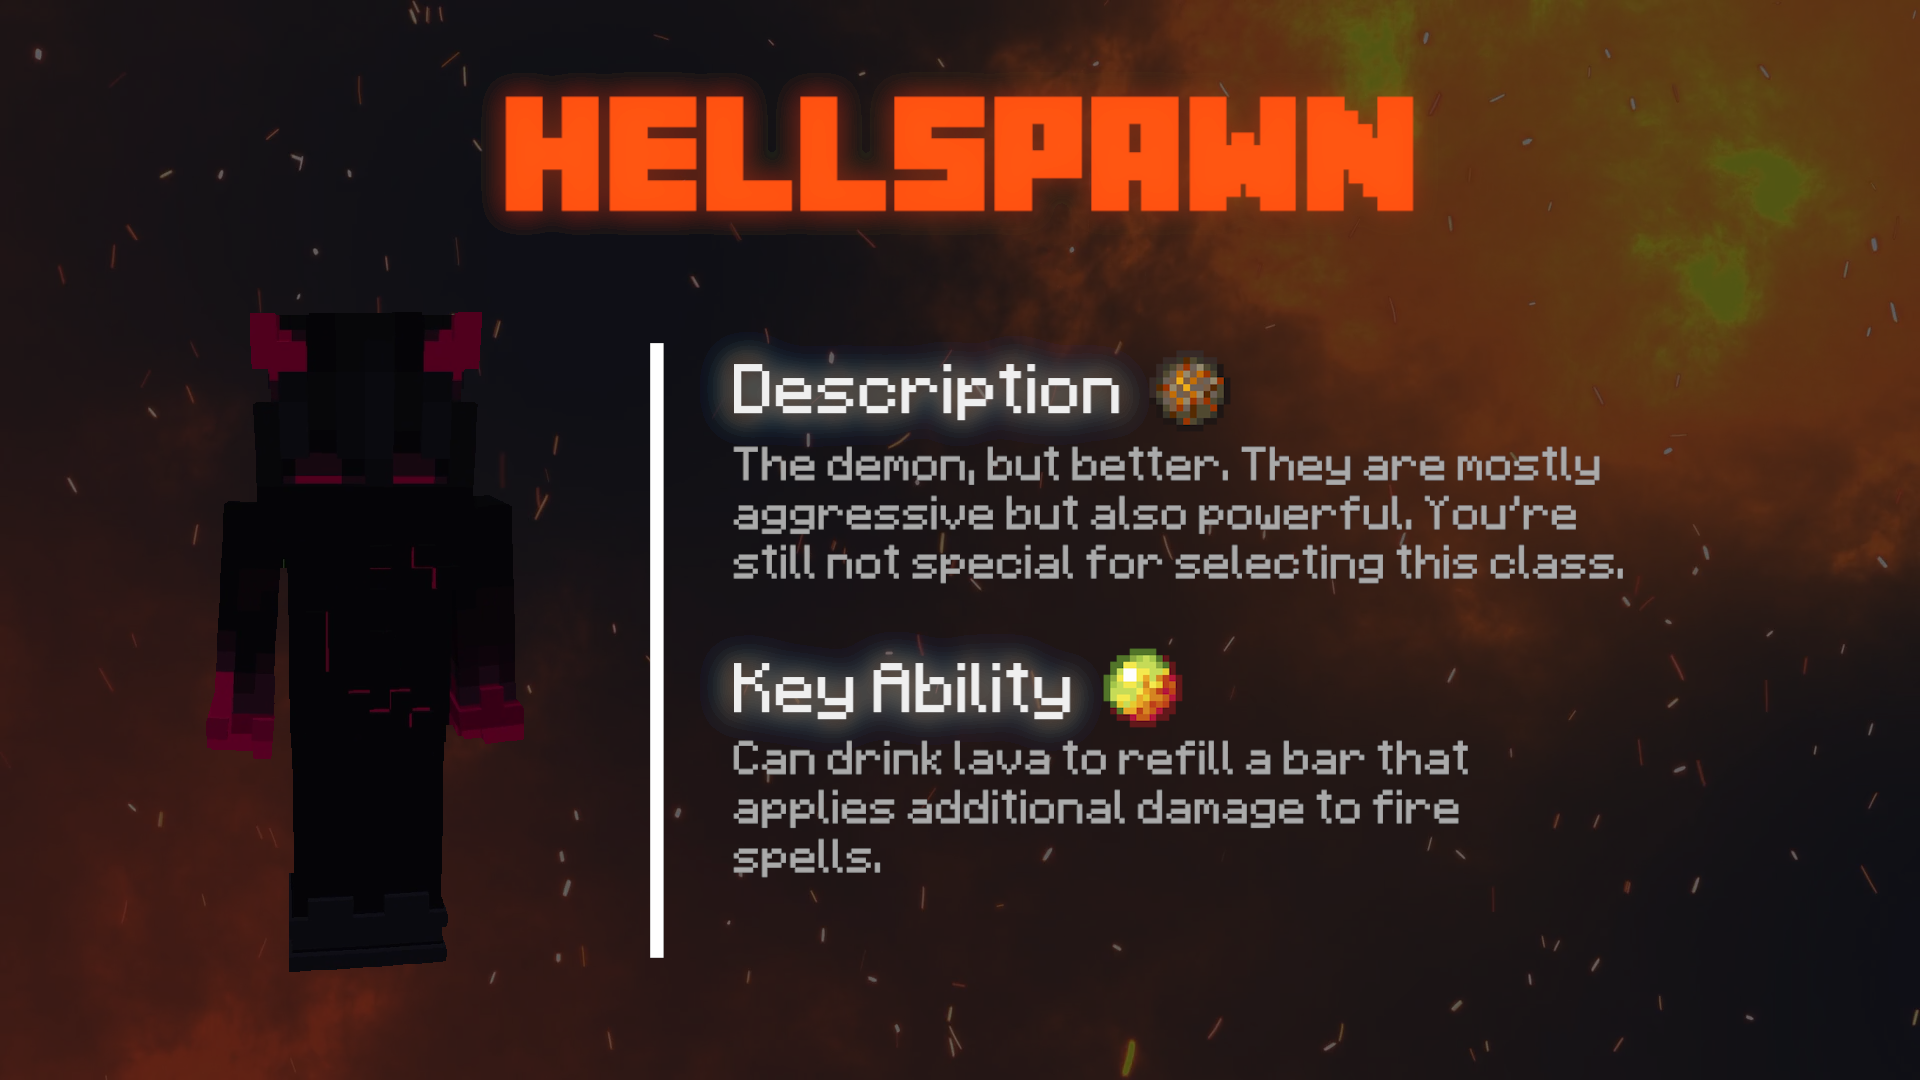 HELLSPAWN
Description
The demon, but better. They are mostly
aggressive but also powerful. You're
still not special for selecting this class.
Key Ability
Can drink lava to refill a bar that
applies additional damage to fire
spells.